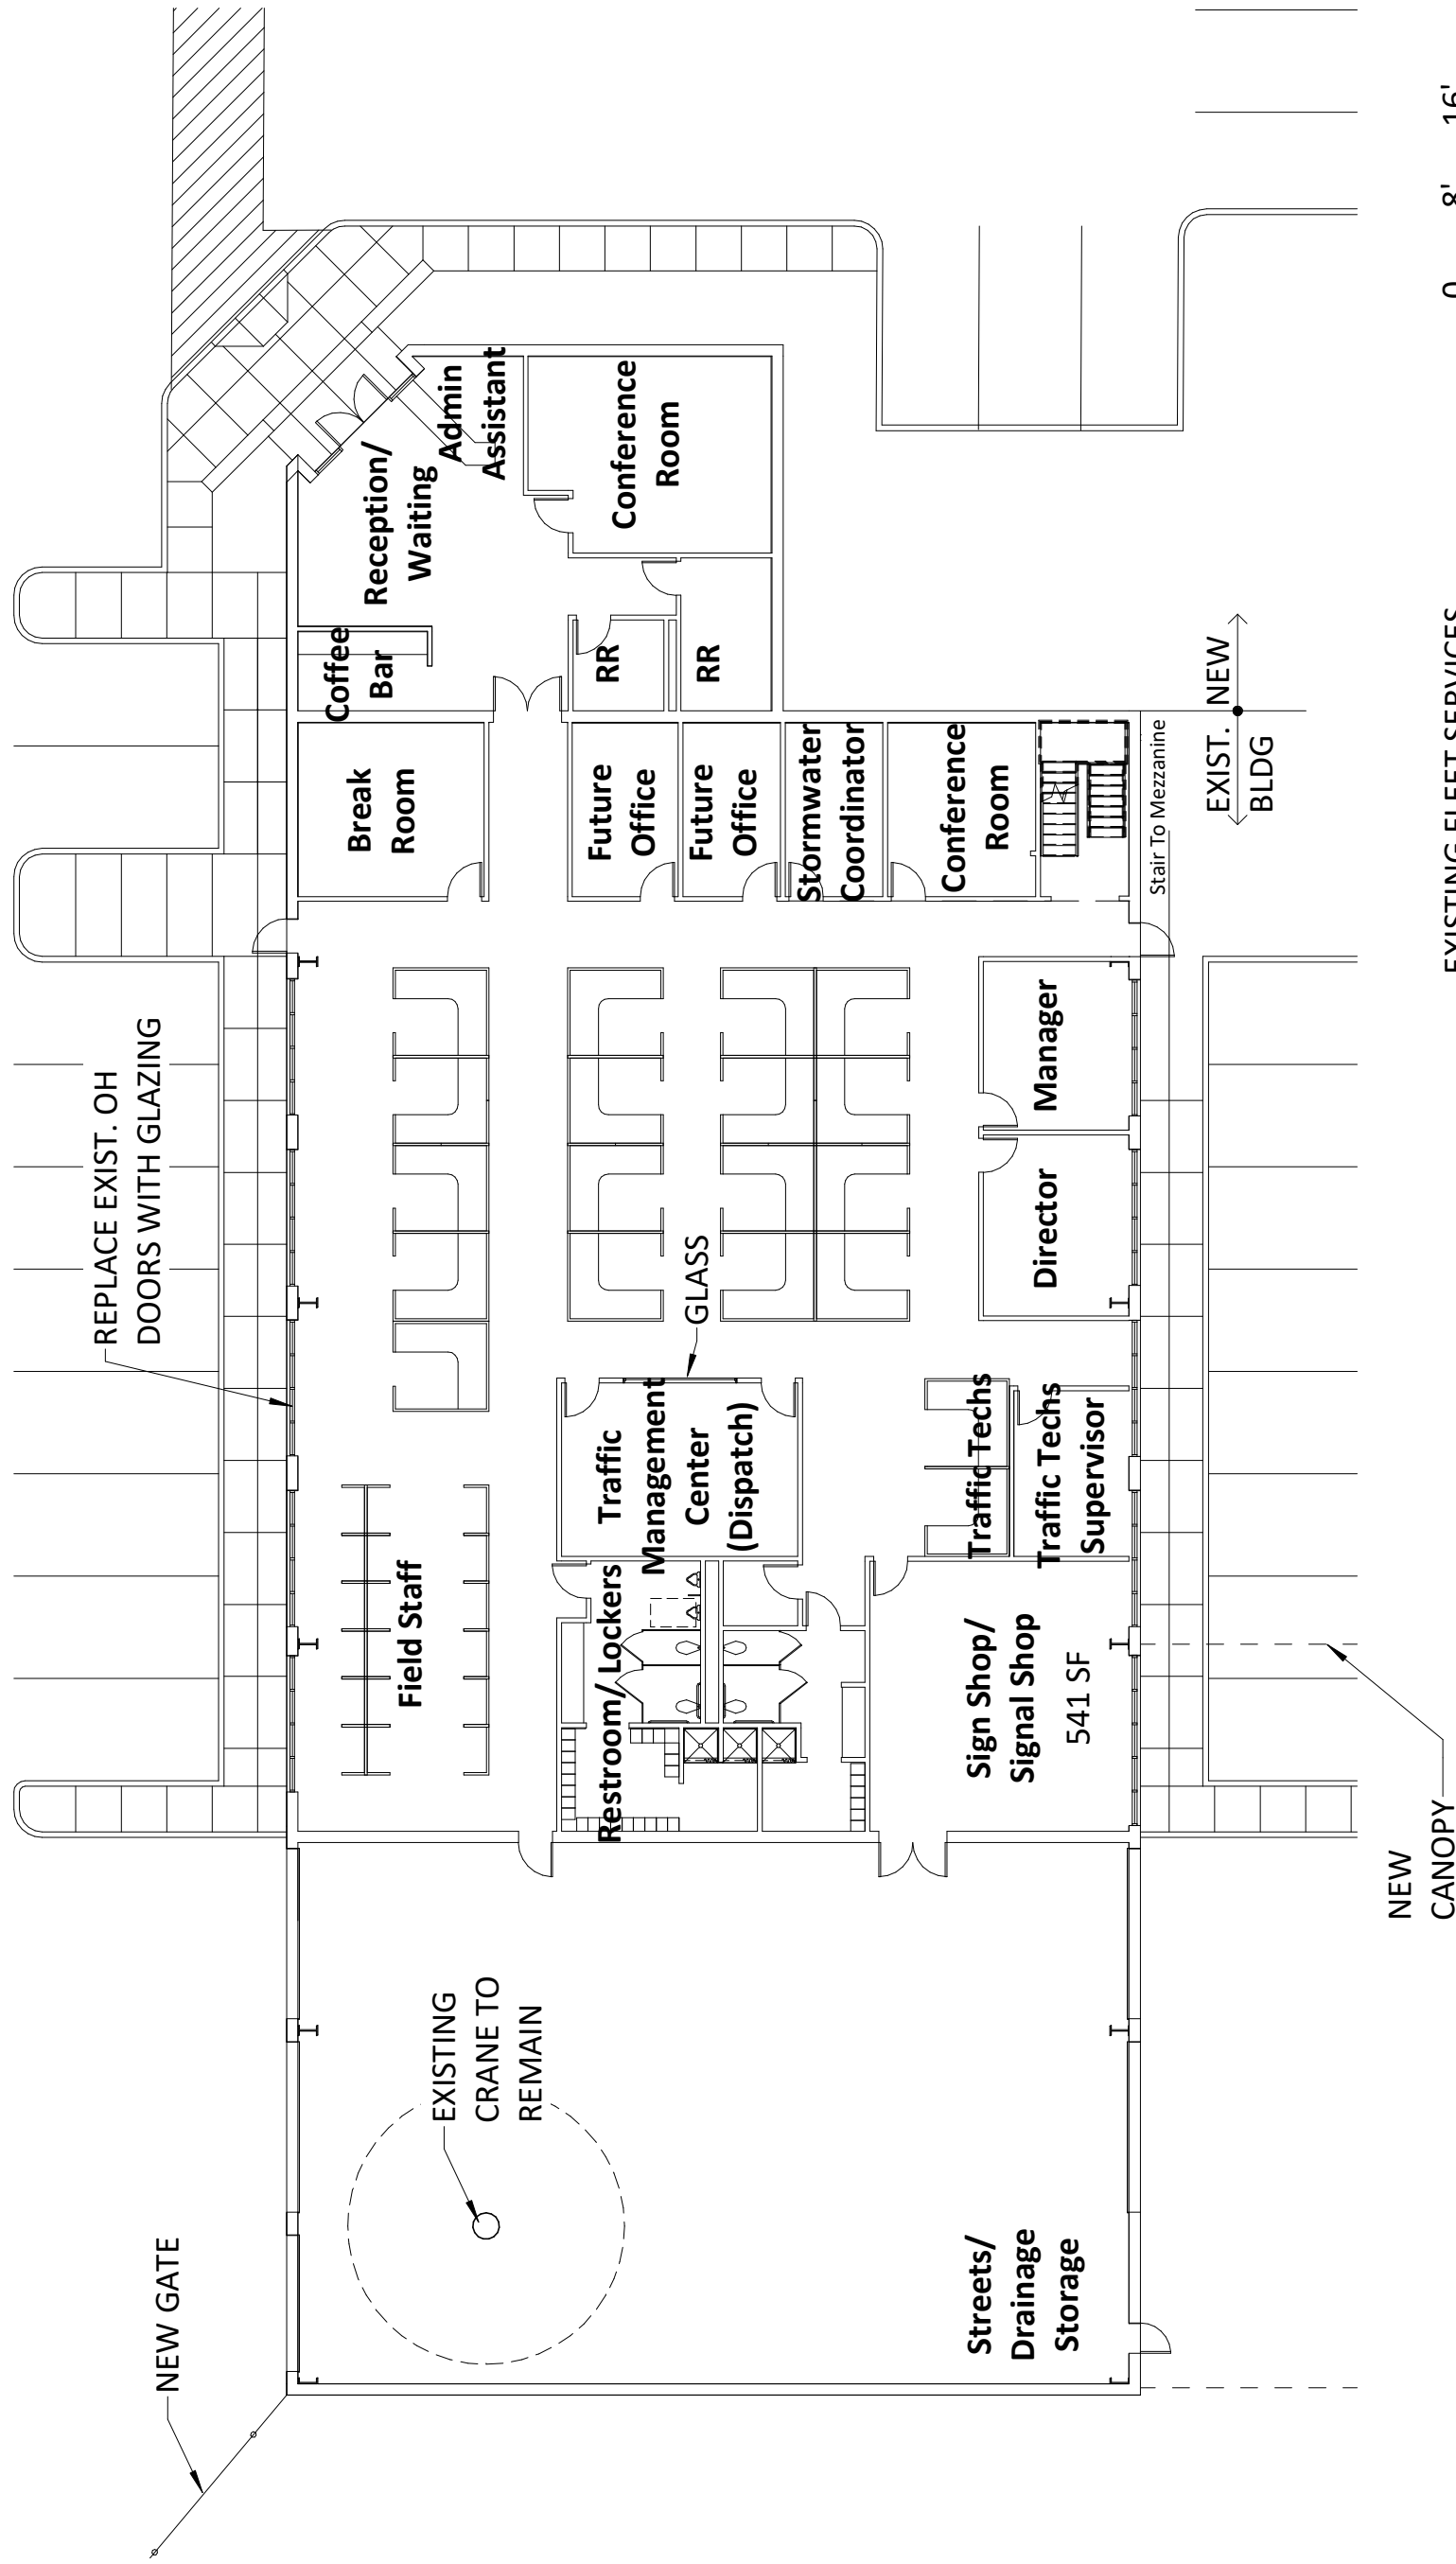 NEW GATE
EXISTING
CRANE TO
REMAIN
Streets/
Drainage
Storage
REPLACE EXIST. OH
DOORS WITH GLAZING
Field Staff
Restroom/ Lockers
Traffic
Management
Center
(Dispatch)
GLASS
Sign Shop/
Signal Shop
541 SF
Traffic Techs
Traffic Techs
Supervisor
Director
Manager
NEW
CANOPY
Break
Room
Future
Office
Future
Office
Stormwater
Coordinator
Conference
Room
Stair To Mezzanine
EXIST.
BLDG
NEW
Coffee
Bar
Reception/
Waiting
Admin
Assistant
Conference
Room
RR
RR
EXISTING FLEET SERVICES
0 8' 16'